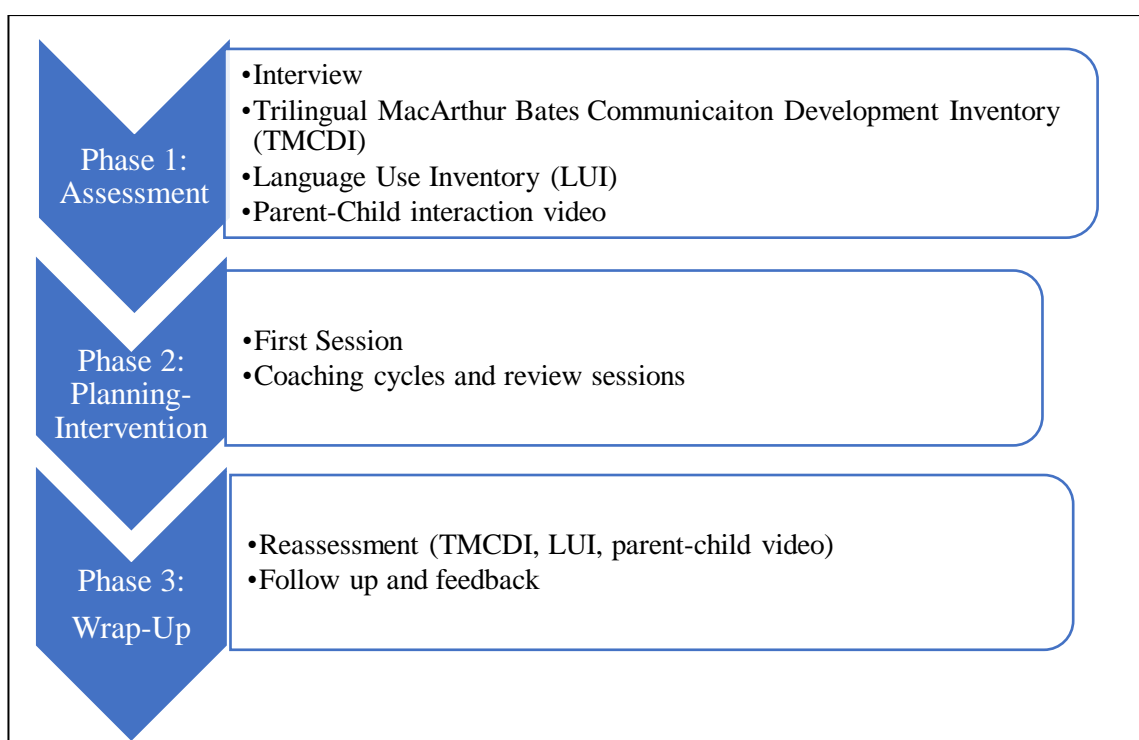 Phase 1:
Assessment
•Interview
•Trilingual MacArthur Bates Communicaiton Development Inventory
(TMCDI)
•Language Use Inventory (LUI)
•Parent-Child interaction video
Phase 2:
Planning-
Intervention
•First Session
•Coaching cycles and review sessions
Phase 3:
Wrap-Up
•Reassessment (TMCDI, LUI, parent-child video)
•Follow up and feedback